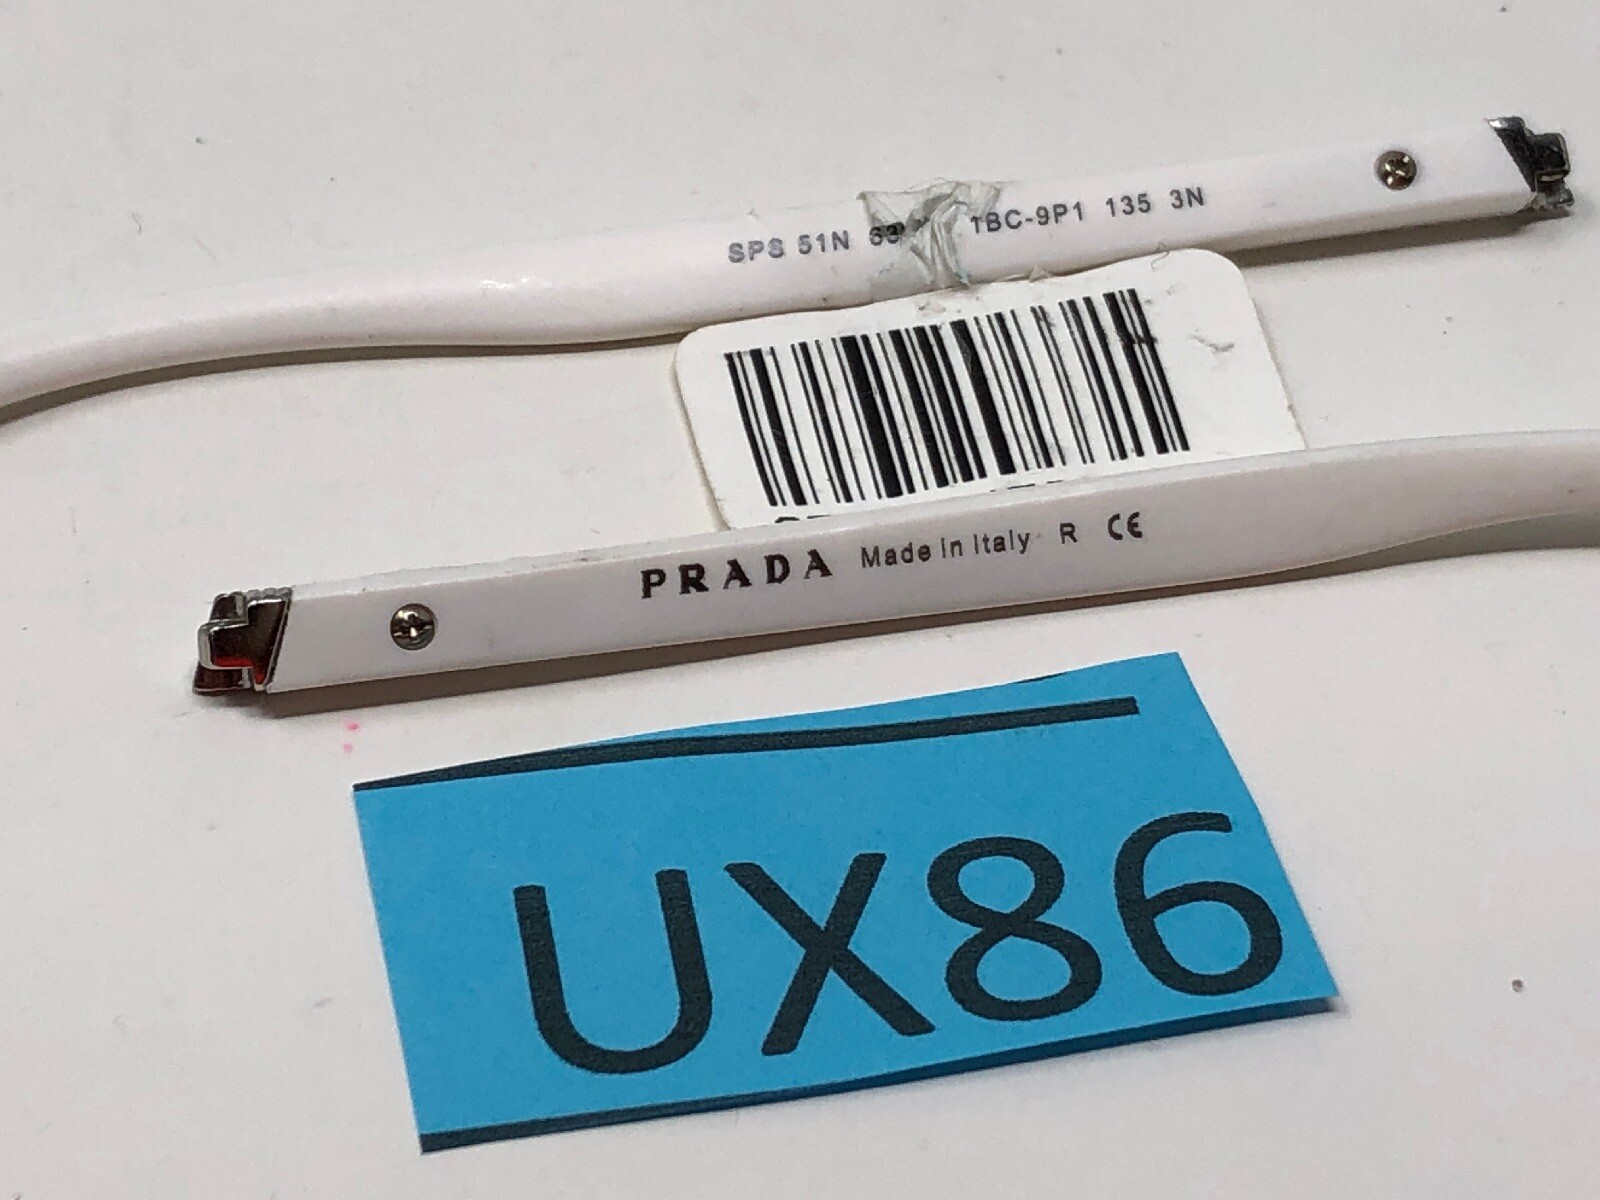 SPS 51N 1BC-9P1 135 3N
PRADA Made in Italy R CE
UX86